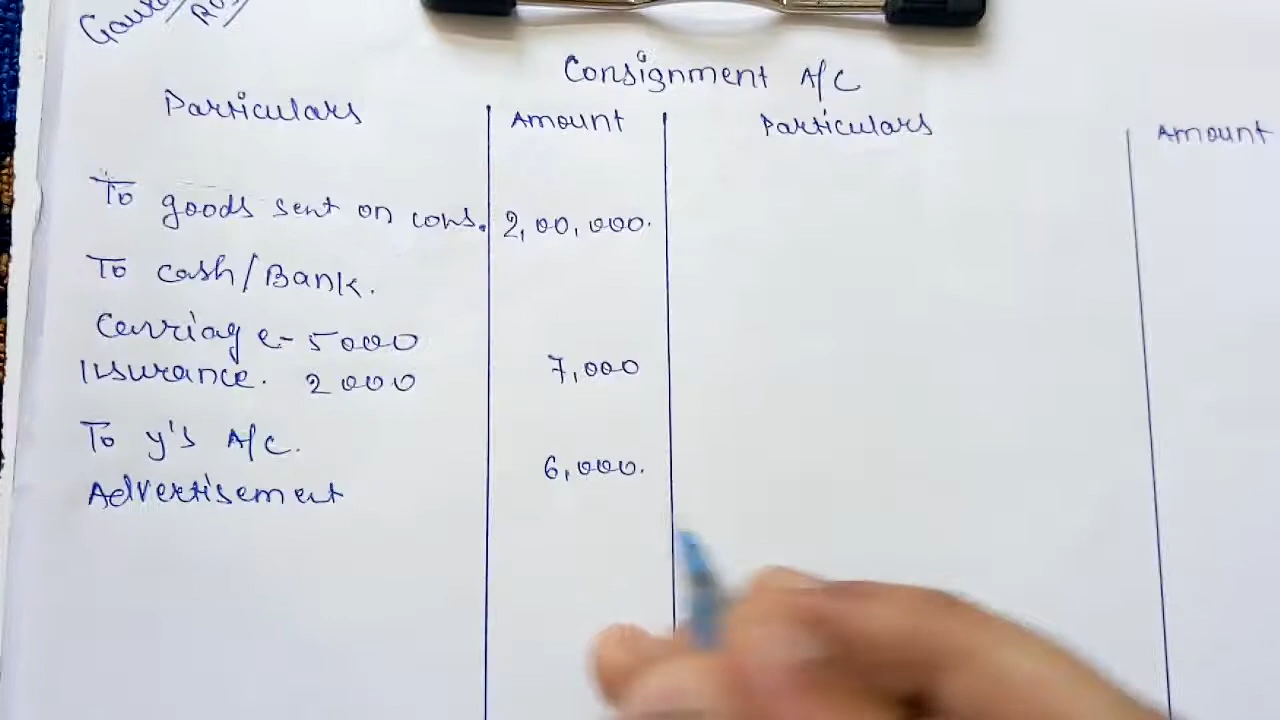 Consignment A/C
Particulars Amount Particulars Amount
To goods sent on cons. 2,00,000.
To cash/Bank.
Carriage - 5000
Insurance. 2000 7,000
To y's A/C.
6,000.
Advertisement